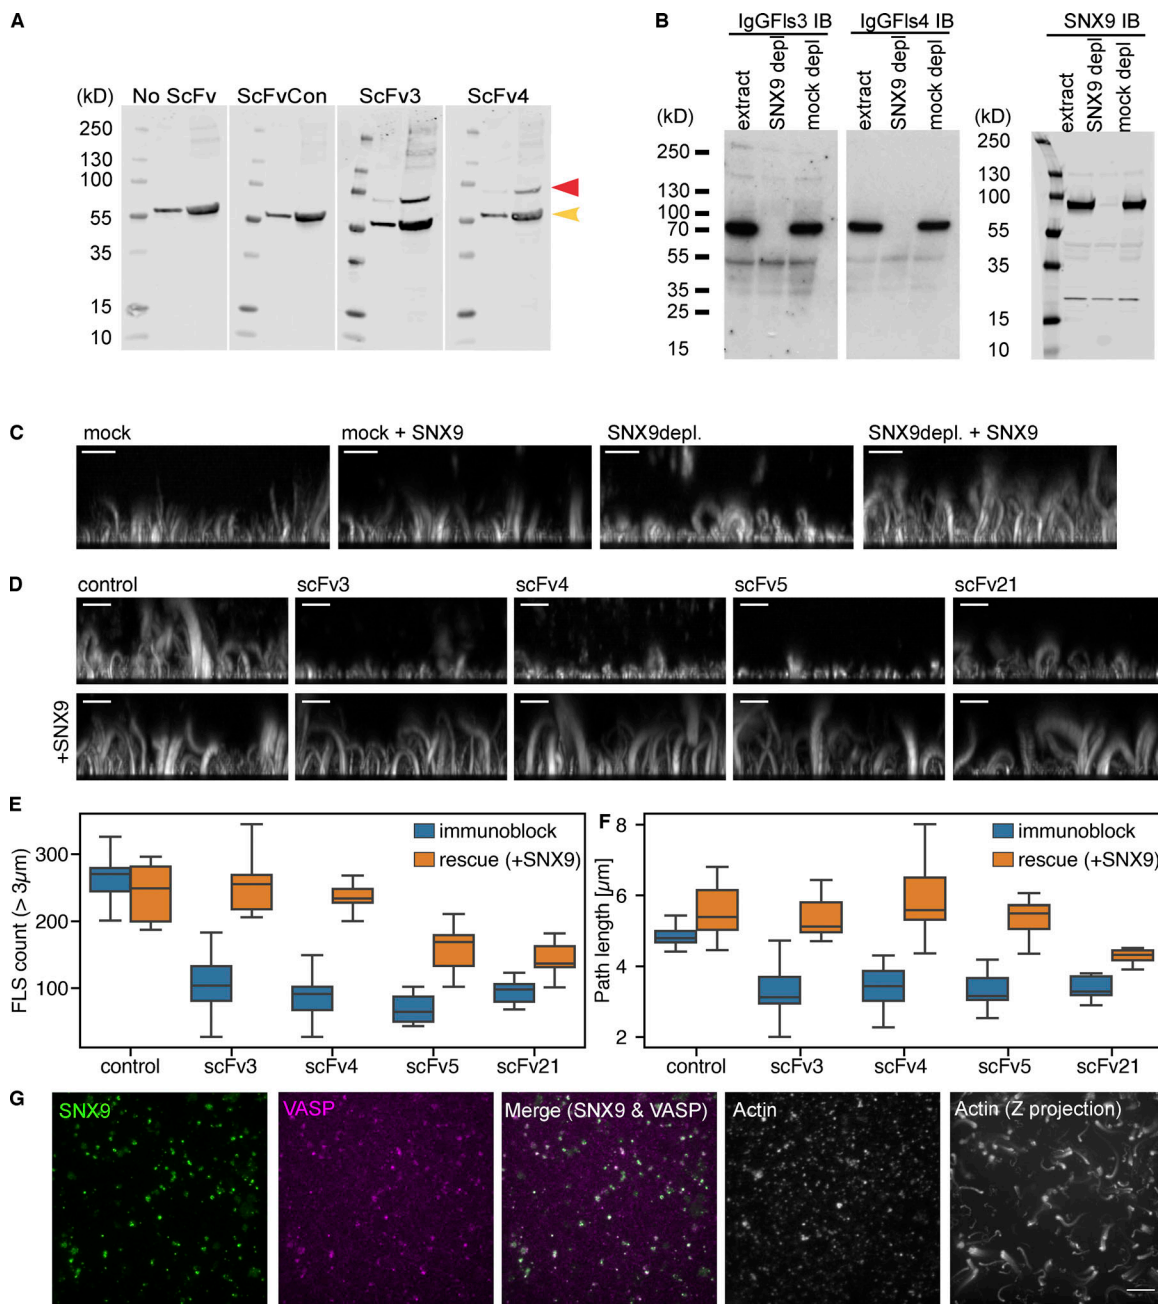 A
(kD) No ScFv ScFvCon ScFv3 ScFv4
250
130
100
55
35
15
10
B
IgGFls3 IB IgGFls4 IB SNX9 IB
extract SNX9 depl mock depl extract SNX9 depl mock depl extract SNX9 depl mock depl
(kD)
250
130
100
70
55
35
25
15
(kD)
250
130
100
55
35
15
10
C mock mock + SNX9 SNX9depl. SNX9depl. + SNX9
D control scFv3 scFv4 scFv5 scFv21
+SNX9
E
FLS count (> 3µm)
300
200
100
immunoblock
rescue (+SNX9)
control scFv3 scFv4 scFv5 scFv21
F
Path length [µm]
8
6
4
2
immunoblock
rescue (+SNX9)
control scFv3 scFv4 scFv5 scFv21
G SNX9 VASP Merge (SNX9 & VASP) Actin Actin (Z projection)